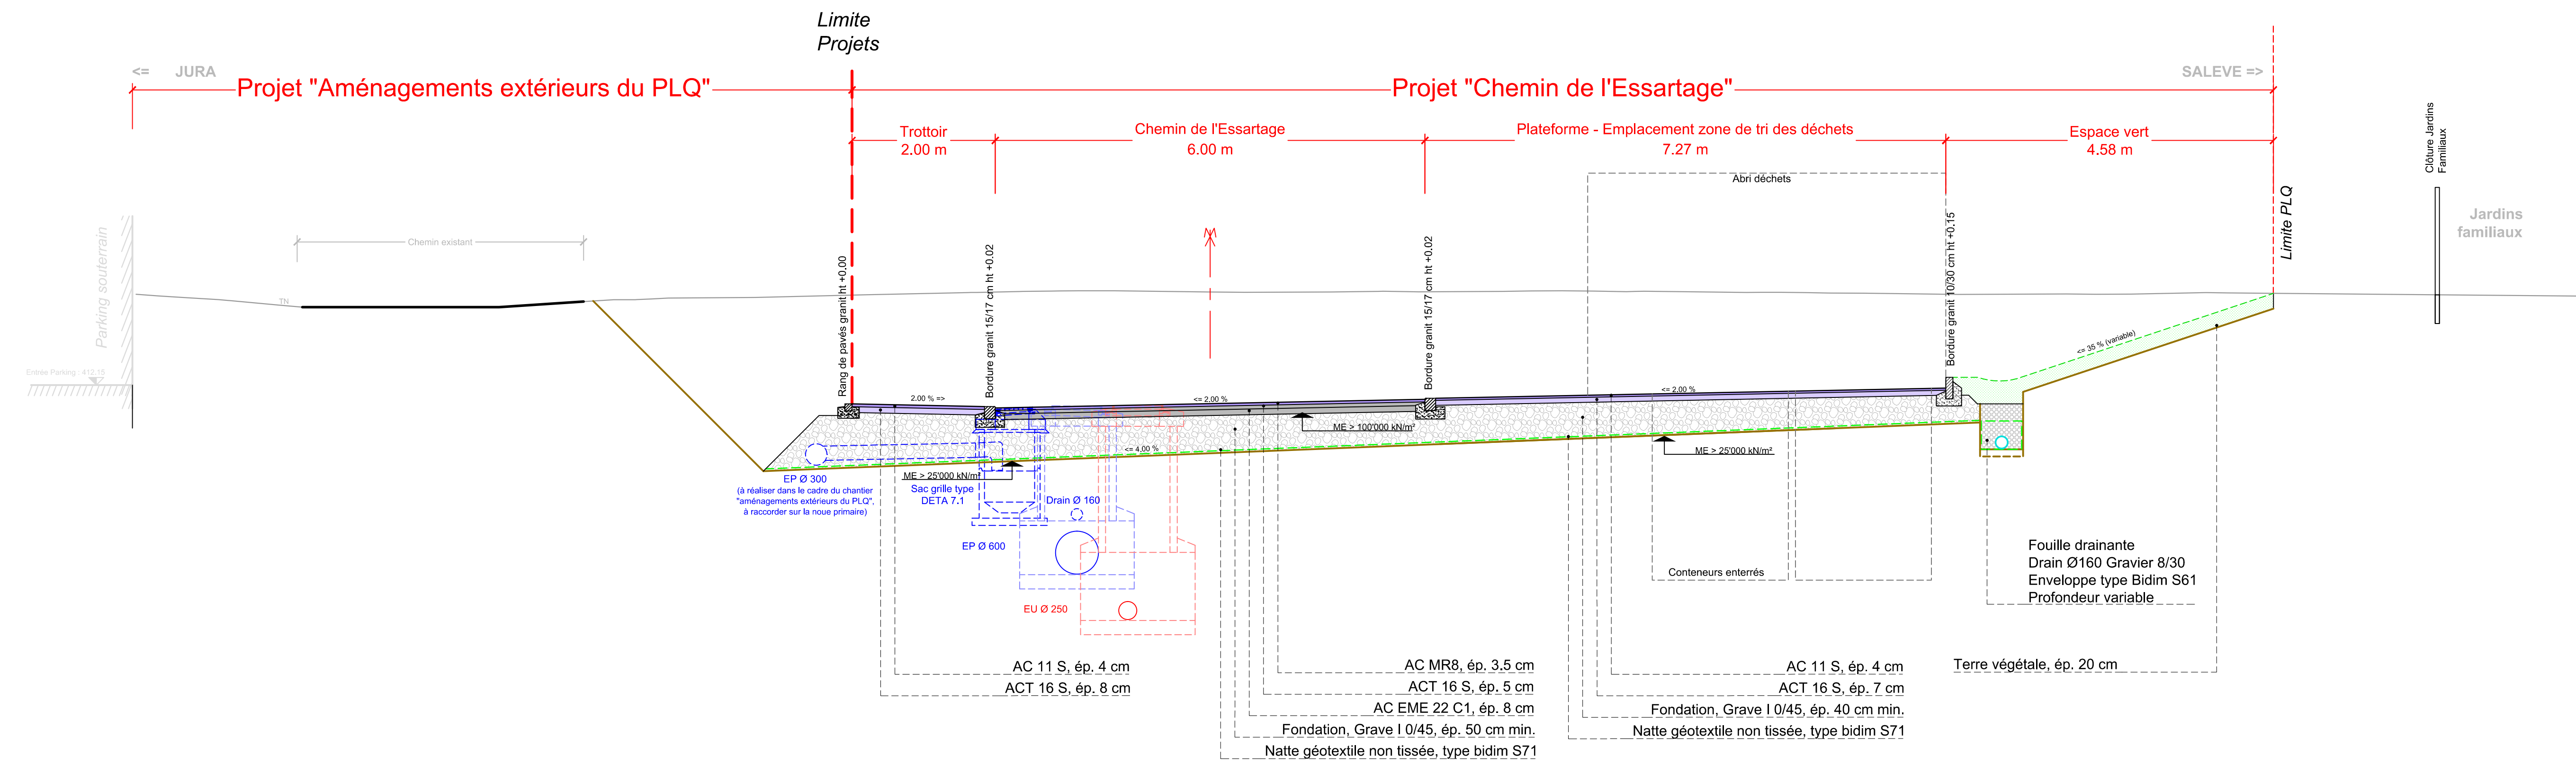 Limite
Projets
<= JURA
SALEVE =>
Projet "Aménagements extérieurs du PLQ"
Projet "Chemin de l'Essartage"
Trottoir
2.00 m
Chemin de l'Essartage
6.00 m
Plateforme - Emplacement zone de tri des déchets
7.27 m
Espace vert
4.58 m
Clôture Jardins
Familiaux
Abri déchets
Limite PLQ
Jardins
familiaux
Parking souterrain
Chemin existant
TN
Entrée Parking : 412.15
Rang de pavés granit ht +0.00
Bordure granit 15/17 cm ht +0.02
Bordure granit 15/17 cm ht +0.02
Bordure granit 10/30 cm ht +0.15
<= 35 % (variable)
2.00 % =>
<= 2.00 %
<= 2.00 %
ME > 100'000 kN/m²
<= 4.00 %
ME > 25'000 kN/m²
ME > 25'000 kN/m²
EP Ø 300
(à réaliser dans le cadre du chantier
"aménagements extérieurs du PLQ",
à raccorder sur la noue primaire)
Sac grille type
DETA 7.1
Drain Ø 160
EP Ø 600
EU Ø 250
Conteneurs enterrés
Fouille drainante
Drain Ø160 Gravier 8/30
Enveloppe type Bidim S61
Profondeur variable
AC 11 S, ép. 4 cm
ACT 16 S, ép. 8 cm
AC MR8, ép. 3.5 cm
ACT 16 S, ép. 5 cm
AC EME 22 C1, ép. 8 cm
Fondation, Grave I 0/45, ép. 50 cm min.
Natte géotextile non tissée, type bidim S71
AC 11 S, ép. 4 cm
ACT 16 S, ép. 7 cm
Fondation, Grave I 0/45, ép. 40 cm min.
Natte géotextile non tissée, type bidim S71
Terre végétale, ép. 20 cm